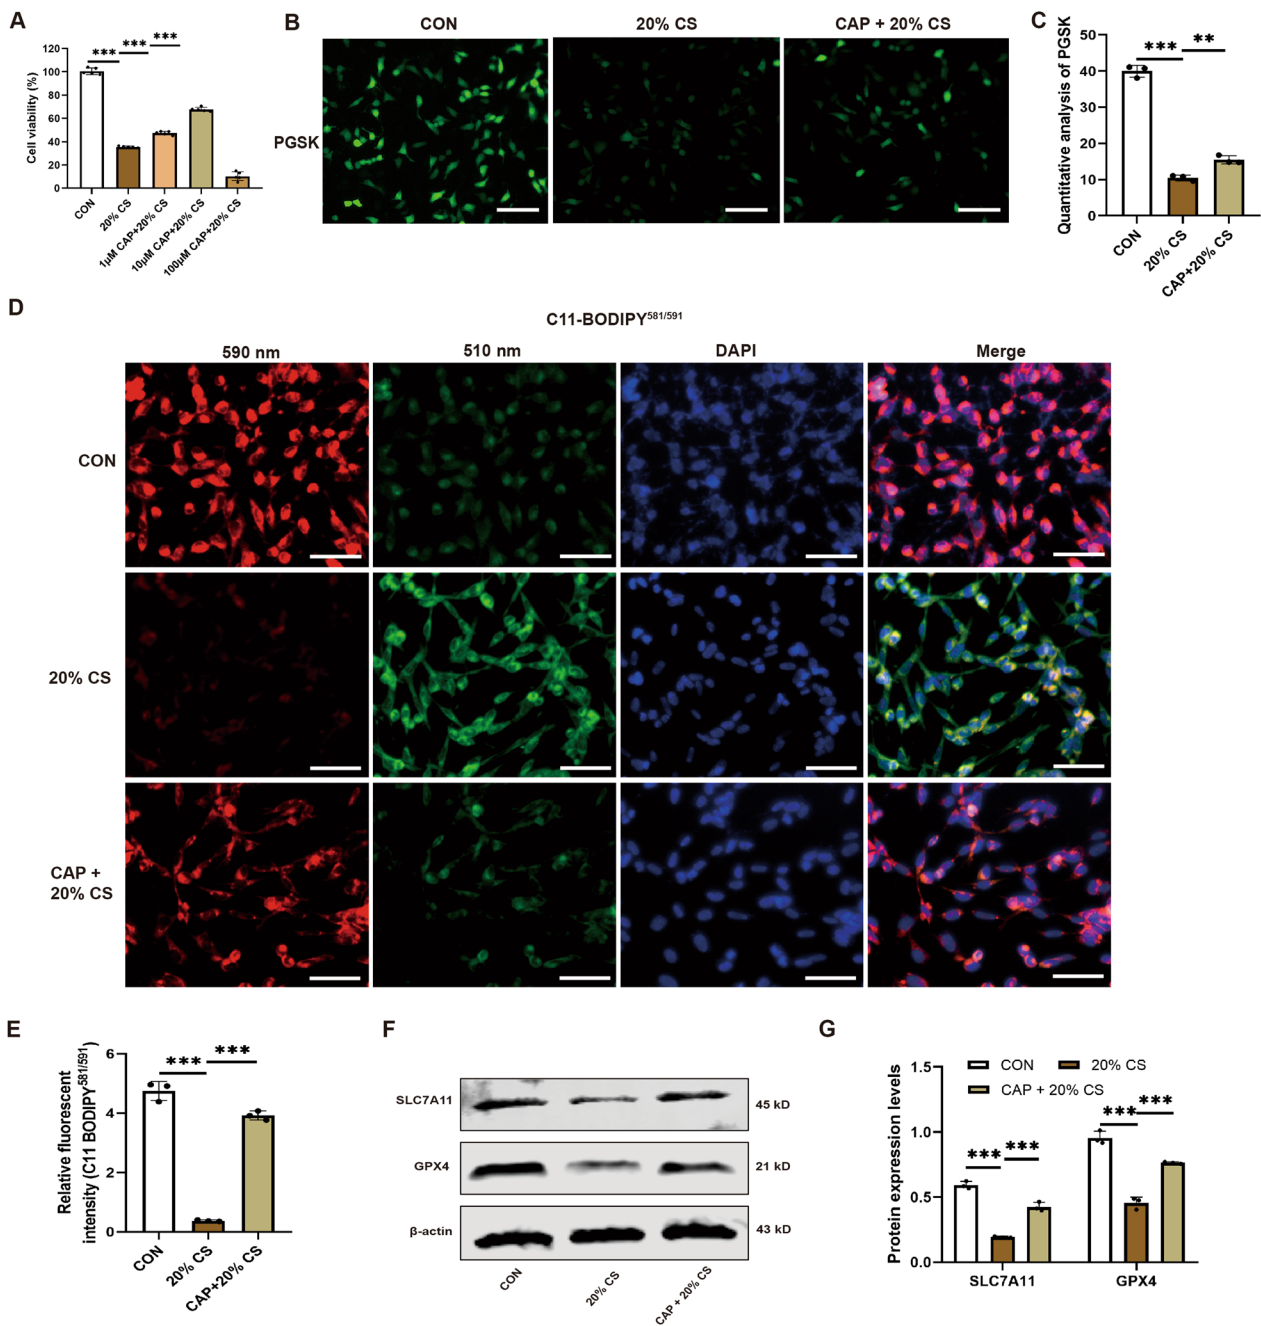 A
Cell viability (%)
120
100
80
60
40
20
0
***
***
***
CON
20% CS
1μM CAP+20% CS
10μM CAP+20% CS
100μM CAP+20% CS
B
CON
20% CS
CAP + 20% CS
PGSK
C
Quantitative analysis of PGSK
50
40
30
20
10
0
***
**
CON
20% CS
CAP+20% CS
D
C11-BODIPY581/591
590 nm
510 nm
DAPI
Merge
CON
20% CS
CAP +
20% CS
E
Relative fluorescent
intensity (C11 BODIPY581/591)
6
4
2
0
***
***
CON
20% CS
CAP+20% CS
F
SLC7A11
45 kD
GPX4
21 kD
β-actin
43 kD
CON
20% CS
CAP + 20% CS
G
Protein expression levels
1.5
1.0
0.5
0.0
CON
20% CS
CAP + 20% CS
***
***
***
***
SLC7A11
GPX4